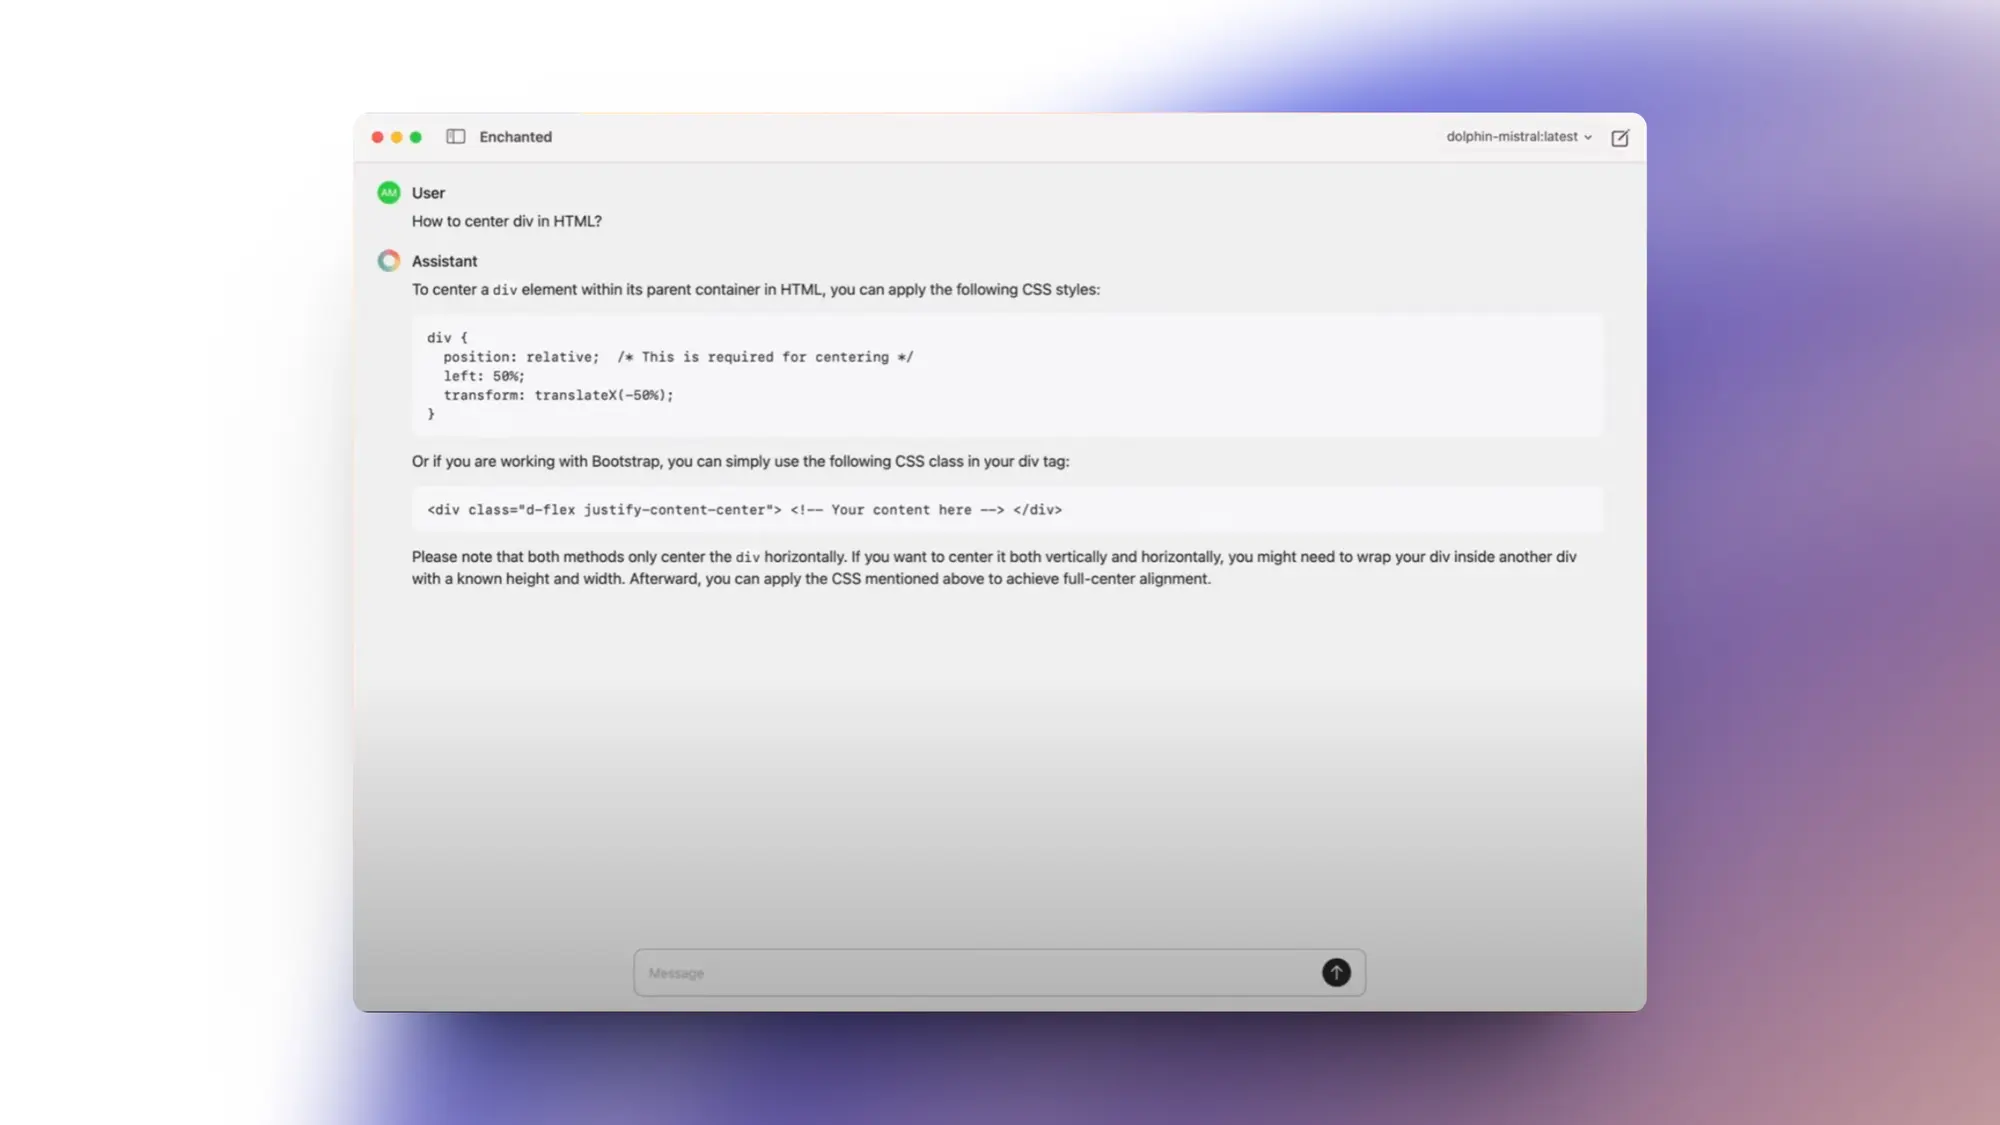 Enchanted
dolphin-mistral:latest
AM
User
How to center div in HTML?
Assistant
To center a div element within its parent container in HTML, you can apply the following CSS styles:
div {
  position: relative;  /* This is required for centering */
  left: 50%;
  transform: translateX(-50%);
}
Or if you are working with Bootstrap, you can simply use the following CSS class in your div tag:
<div class="d-flex justify-content-center"> <!-- Your content here --> </div>
Please note that both methods only center the div horizontally. If you want to center it both vertically and horizontally, you might need to wrap your div inside another div
with a known height and width. Afterward, you can apply the CSS mentioned above to achieve full-center alignment.
Message